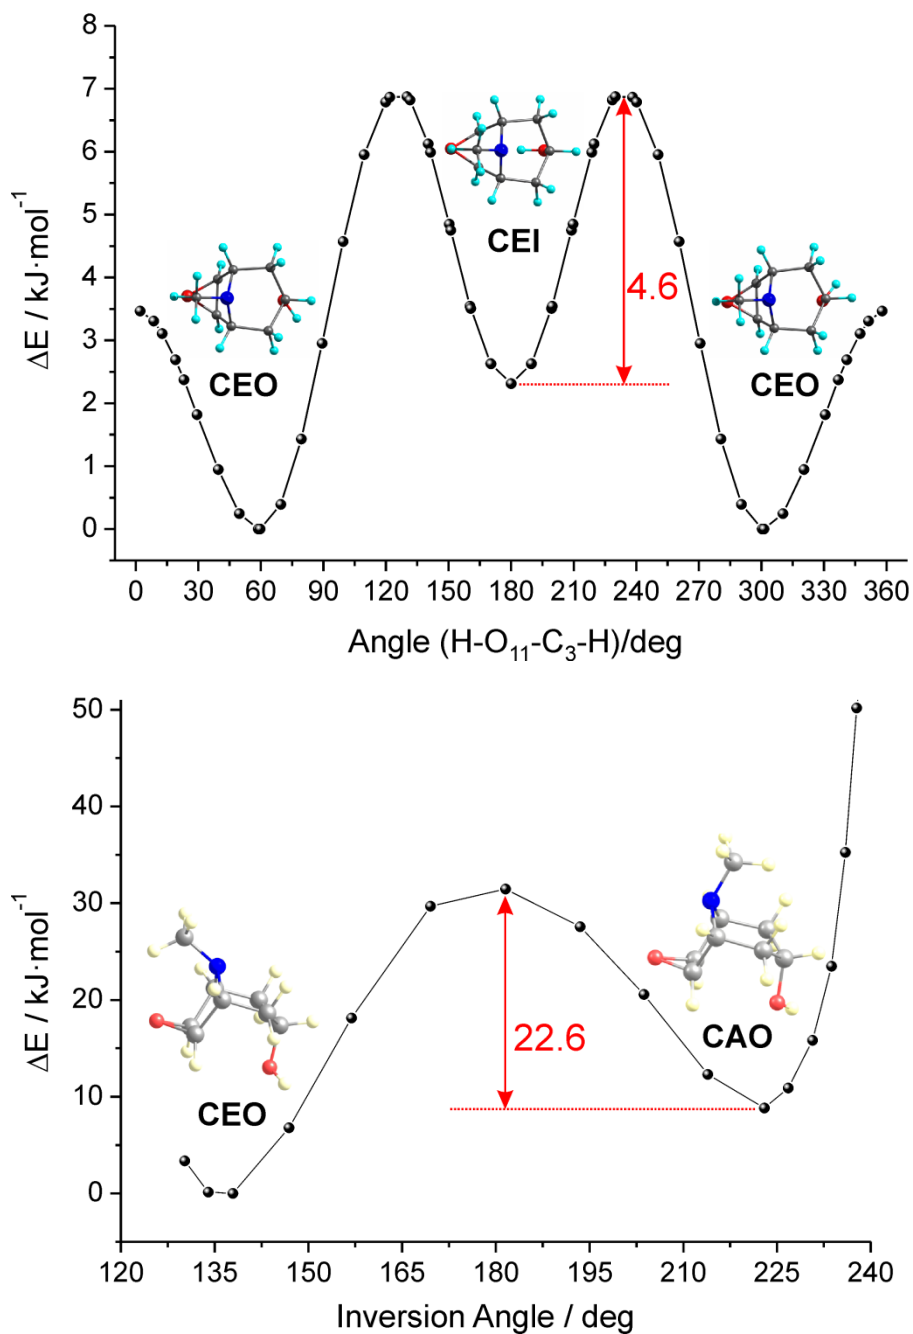 8
7
6
5
4
3
2
1
0
ΔE / kJ·mol⁻¹
CEO
CEI
4.6
CEO
0 30 60 90 120 150 180 210 240 270 300 330 360
Angle (H-O₁₁-C₃-H)/deg
50
40
30
20
10
0
ΔE / kJ·mol⁻¹
CEO
22.6
CAO
120 135 150 165 180 195 210 225 240
Inversion Angle / deg